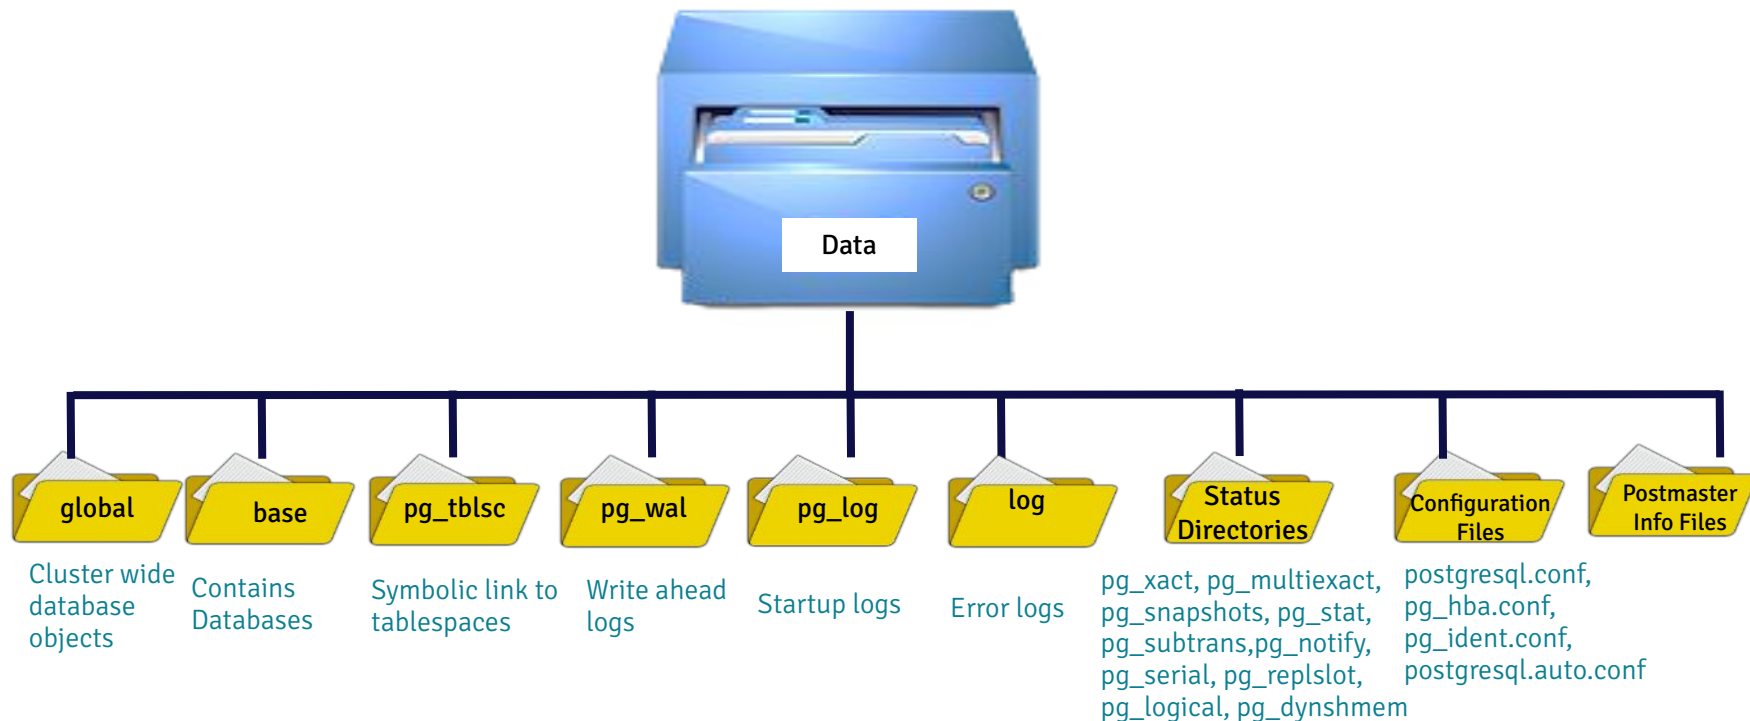 Data
global
base
pg_tblsc
pg_wal
pg_log
log
Status
Directories
Configuration
Files
Postmaster
Info Files
Cluster wide
database
objects
Contains
Databases
Symbolic link to
tablespaces
Write ahead
logs
Startup logs
Error logs
pg_xact, pg_multiexact,
pg_snapshots, pg_stat,
pg_subtrans,pg_notify,
pg_serial, pg_replslot,
pg_logical, pg_dynshmem
postgresql.conf,
pg_hba.conf,
pg_ident.conf,
postgresql.auto.conf